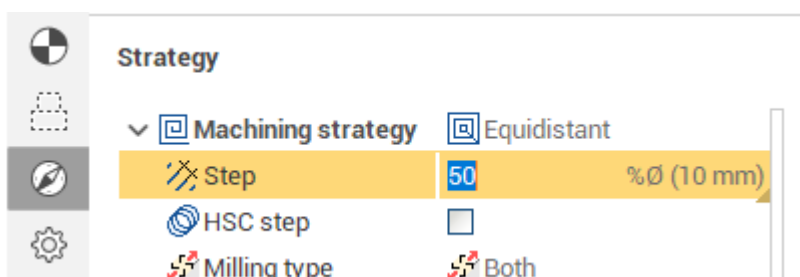 Strategy
Machining strategy Equidistant
Step 50 %Ø (10 mm)
HSC step
Milling type Both